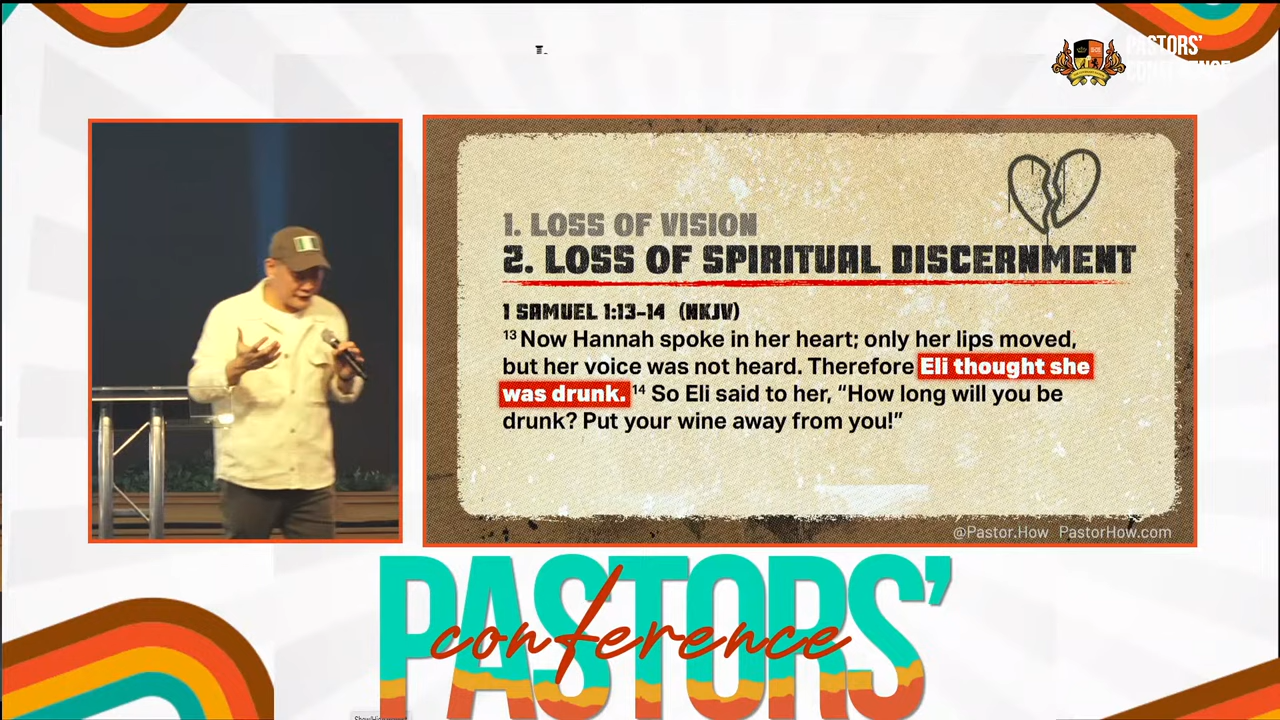 PASTORS'
1. LOSS OF VISION
2. LOSS OF SPIRITUAL DISCERNMENT
1 SAMUEL 1:13-14 (NKJV)
13 Now Hannah spoke in her heart; only her lips moved,
but her voice was not heard. Therefore Eli thought she
was drunk. 14 So Eli said to her, “How long will you be
drunk? Put your wine away from you!”
@Pastor.How PastorHow.com
PASTORS'
conference